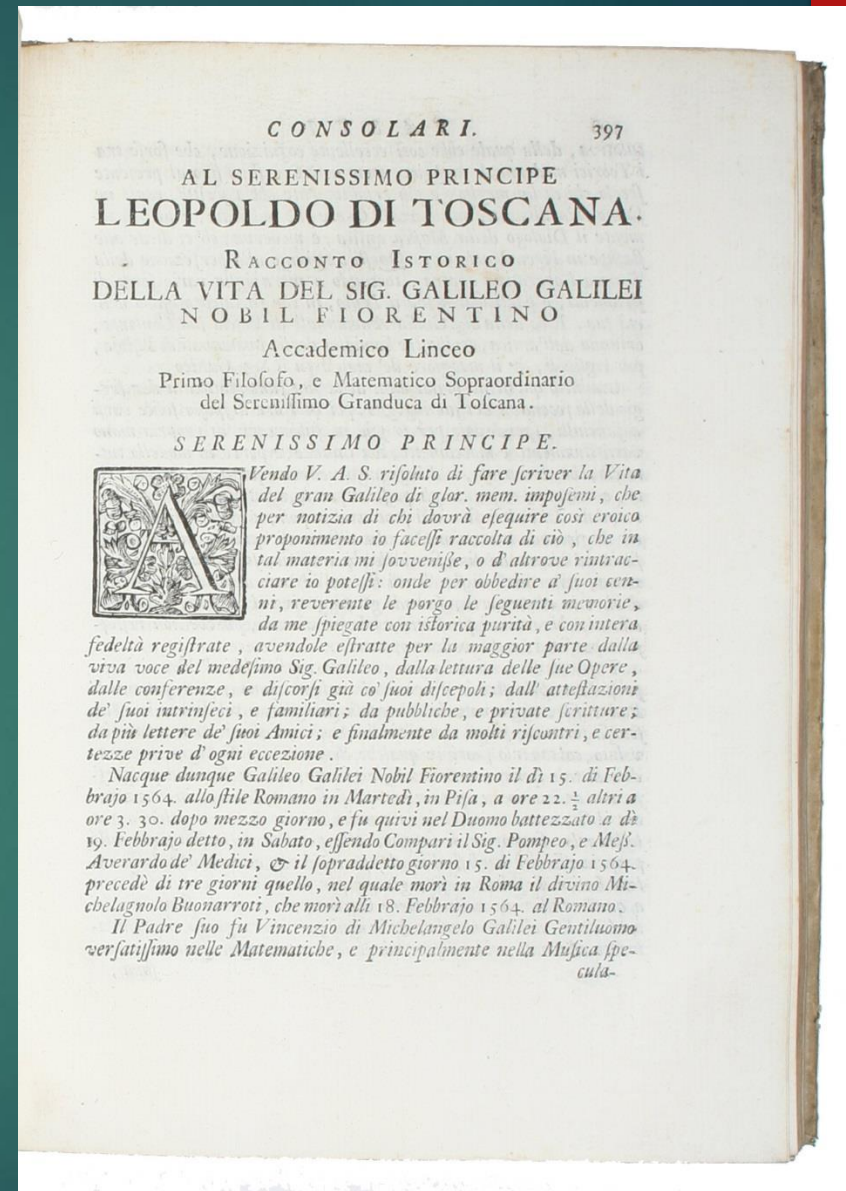 CONSOLARI. 397
AL SERENISSIMO PRINCIPE
LEOPOLDO DI TOSCANA.
RACCONTO ISTORICO
DELLA VITA DEL SIG. GALILEO GALILEI
NOBIL FIORENTINO
Accademico Linceo
Primo Filoſofo, e Matematico Sopraordinario
del Sereniſſimo Granduca di Toſcana.
SERENISSIMO PRINCIPE.
AVendo V. A. S. riſoluto di fare ſcriver la Vita
del gran Galileo di glor. mem. impoſemi, che
per notizia di chi dovrà eſequire così eroico
proponimento io faceſſi raccolta di ciò, che in
tal materia mi ſovveniſſe, o d'altrove rintrac-
ciare io poteſſi: onde per obbedire a' ſuoi cen-
ni, reverente le porgo le ſeguenti memorie,
da me ſpiegate con iſtorica purità, e con intera
fedeltà regiſtrate, avendole eſtratte per la maggior parte dalla
viva voce del medeſimo Sig. Galileo, dalla lettura delle ſue Opere,
dalle conferenze, e diſcorſi già co' ſuoi diſcepoli; dall' atteſtazioni
de' ſuoi intrinſeci, e familiari; da pubbliche, e private ſcritture;
da più lettere de' ſuoi Amici; e finalmente da molti riſcontri, e cer-
tezze prive d'ogni eccezione.
Nacque dunque Galileo Galilei Nobil Fiorentino il dì 15. di Feb-
brajo 1564. allo ſtile Romano in Martedì, in Piſa, a ore 22. ½ altri a
ore 3. 30. dopo mezzo giorno, e fu quivi nel Duomo battezzato a dì
19. Febbrajo detto, in Sabato, eſſendo Compari il Sig. Pompeo, e Meſſ.
Averardo de' Medici, & il ſopraddetto giorno 15. di Febbrajo 1564.
precedè di tre giorni quello, nel quale morì in Roma il divino Mi-
chelagnolo Buonarroti, che morì alli 18. Febbrajo 1564. al Romano.
Il Padre ſuo fu Vincenzio di Michelangelo Galilei Gentiluomo
verſatiſſimo nelle Matematiche, e principalmente nella Muſica ſpe-
cula-